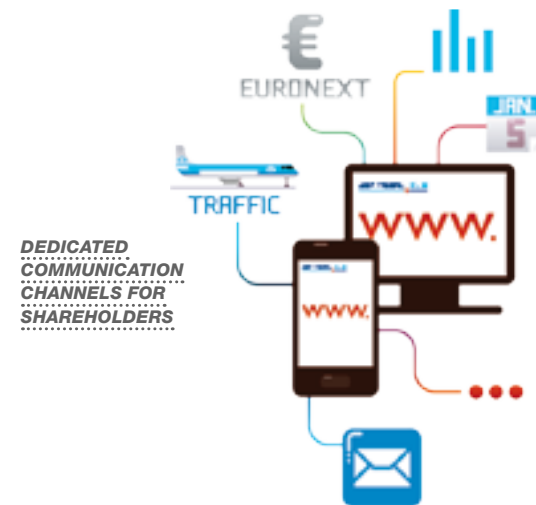 €
EURONEXT
JAN.
5
TRAFFIC
www.
www.
DEDICATED
COMMUNICATION
CHANNELS FOR
SHAREHOLDERS